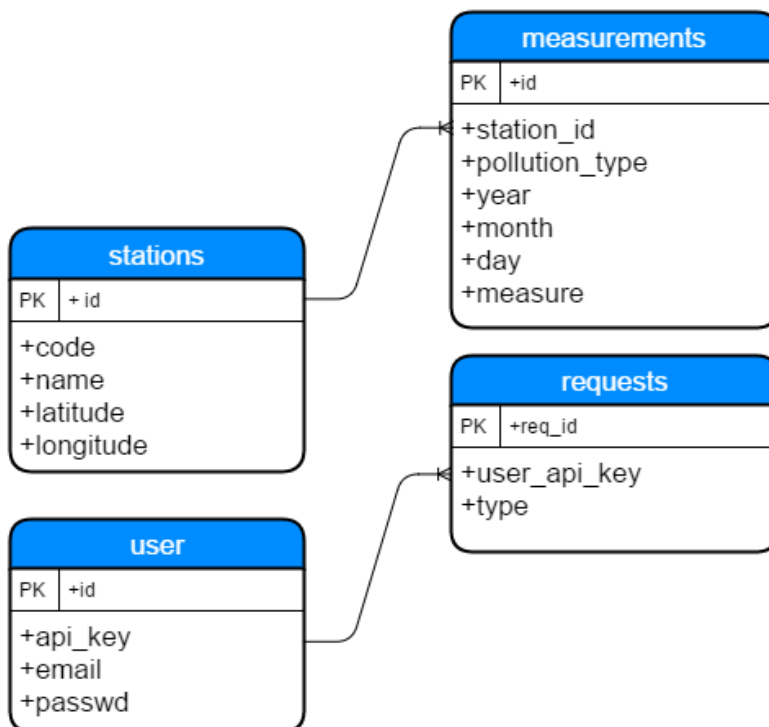 measurements
PK +id
+station_id
+pollution_type
+year
+month
+day
+measure
stations
PK + id
+code
+name
+latitude
+longitude
requests
PK +req_id
+user_api_key
+type
user
PK +id
+api_key
+email
+passwd